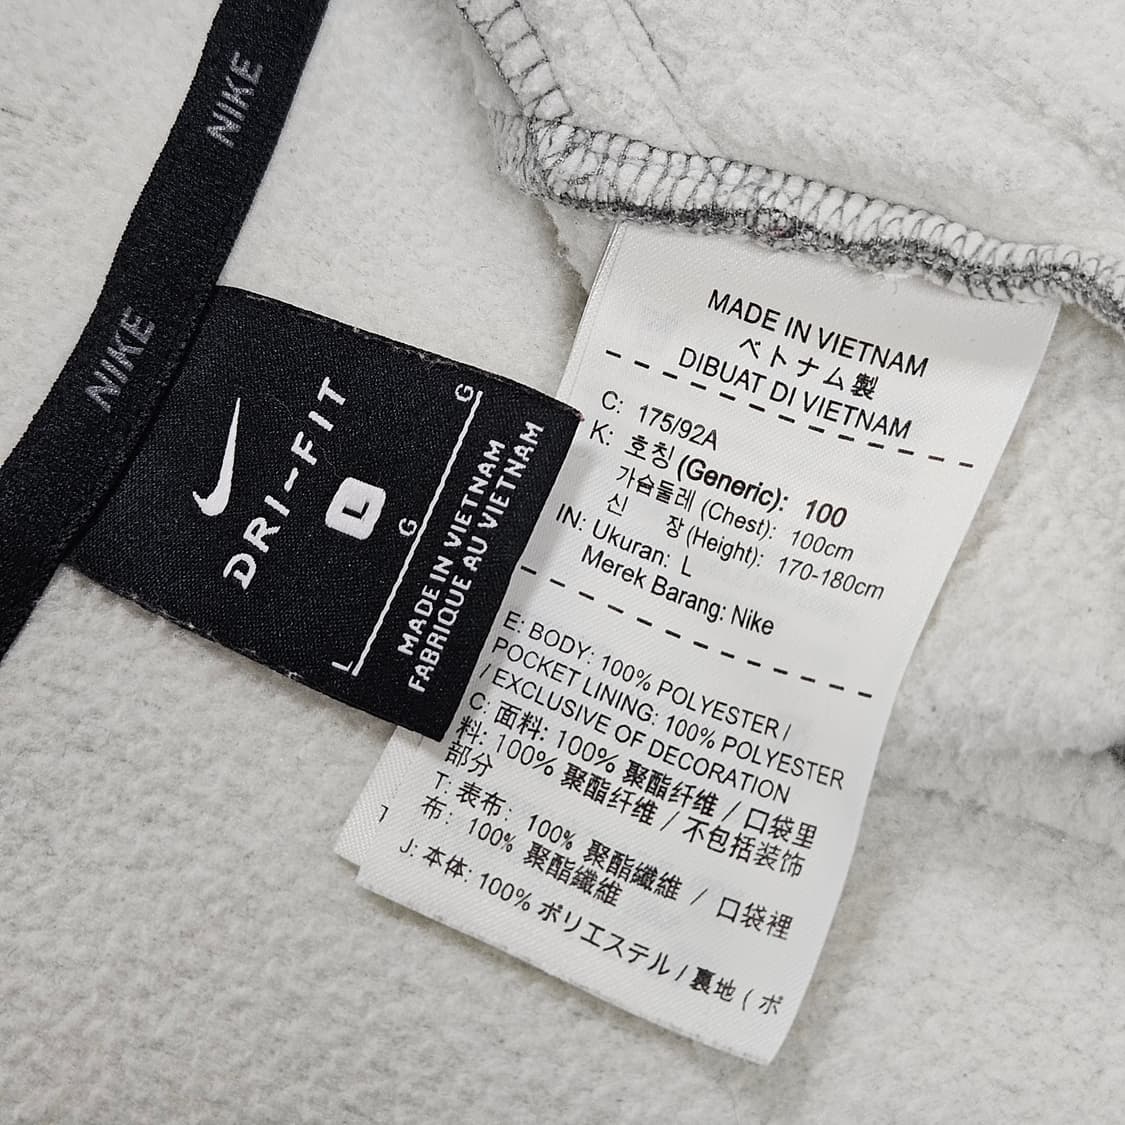 NIKE
NIKE
DRI-FIT
L
G
G
L
MADE IN VIETNAM
FABRIQUE AU VIETNAM
MADE IN VIETNAM
ベトナム製
DIBUAT DI VIETNAM
C: 175/92A
K: 호칭 (Generic): 100
가슴둘레 (Chest): 100cm
신 장 (Height): 170-180cm
IN: Ukuran: L
Merek Barang: Nike
E: BODY: 100% POLYESTER /
POCKET LINING: 100% POLYESTER
/ EXCLUSIVE OF DECORATION
C: 面料: 100% 聚酯纤维 / 口袋里
料: 100% 聚酯纤维 / 不包括装饰
部分
T: 表布: 100% 聚酯纖維 / 口袋裡
布: 100% 聚酯纖維
J: 本体: 100% ポリエステル / 裏地 ( ポ